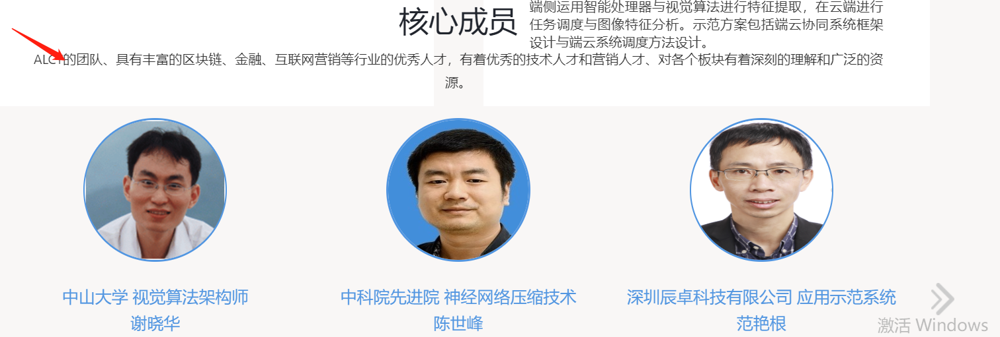 核心成员
端侧运用智能处理器与视觉算法进行特征提取，在云端进行
任务调度与图像特征分析。示范方案包括端云协同系统框架
设计与端云系统调度方法设计。
的团队、具有丰富的区块链、金融、互联网营销等行业的优秀人才，有着优秀的技术人才和营销人才、对各个板块有着深刻的理解和广泛的资
源。
中山大学 视觉算法架构师
谢晓华
中科院先进院 神经网络压缩技术
陈世峰
深圳辰卓科技有限公司 应用示范系统
范艳根
激活 Windows